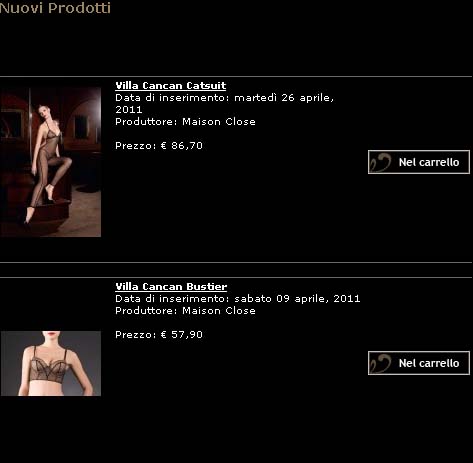 Nuovi Prodotti
Villa Cancan Catsuit
Data di inserimento: martedì 26 aprile,
2011
Produttore: Maison Close
Prezzo: € 86,70
Nel carrello
Villa Cancan Bustier
Data di inserimento: sabato 09 aprile, 2011
Produttore: Maison Close
Prezzo: € 57,90
Nel carrello